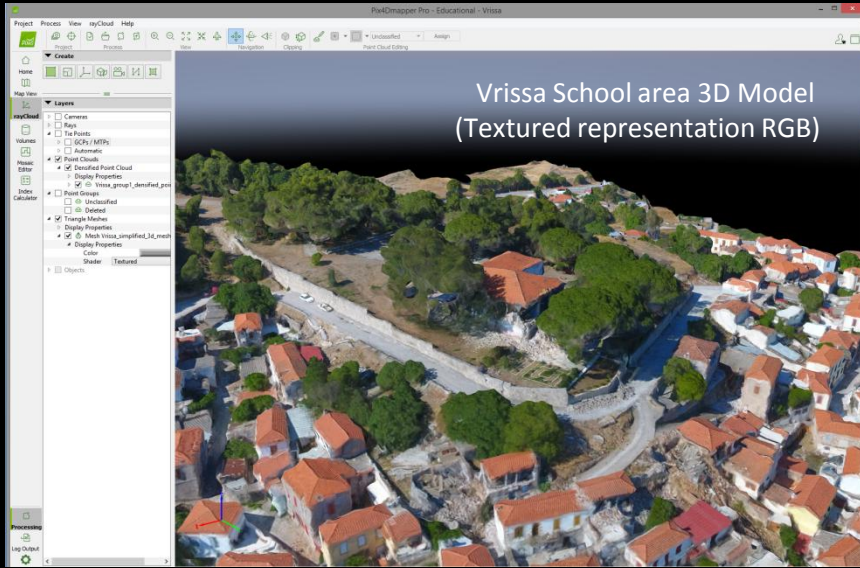 Pix4Dmapper Pro - Educational - Vrissa
Project Process View rayCloud Help
Project Process View Navigation Clipping Point Cloud Editing
Unclassified Assign
Home
Map View
rayCloud
Volumes
Mosaic
Editor
Index
Calculator
Processing
Log Output
Create
Layers
Cameras
Rays
Tie Points
GCPs / MTPs
Automatic
Point Clouds
Densified Point Cloud
Display Properties
Vrissa_group1_densified_poi
Point Groups
Unclassified
Deleted
Triangle Meshes
Display Properties
Mesh Vrissa_simplified_3d_mesh
Display Properties
Color
Shader Textured
Objects
Vrissa School area 3D Model
(Textured representation RGB)